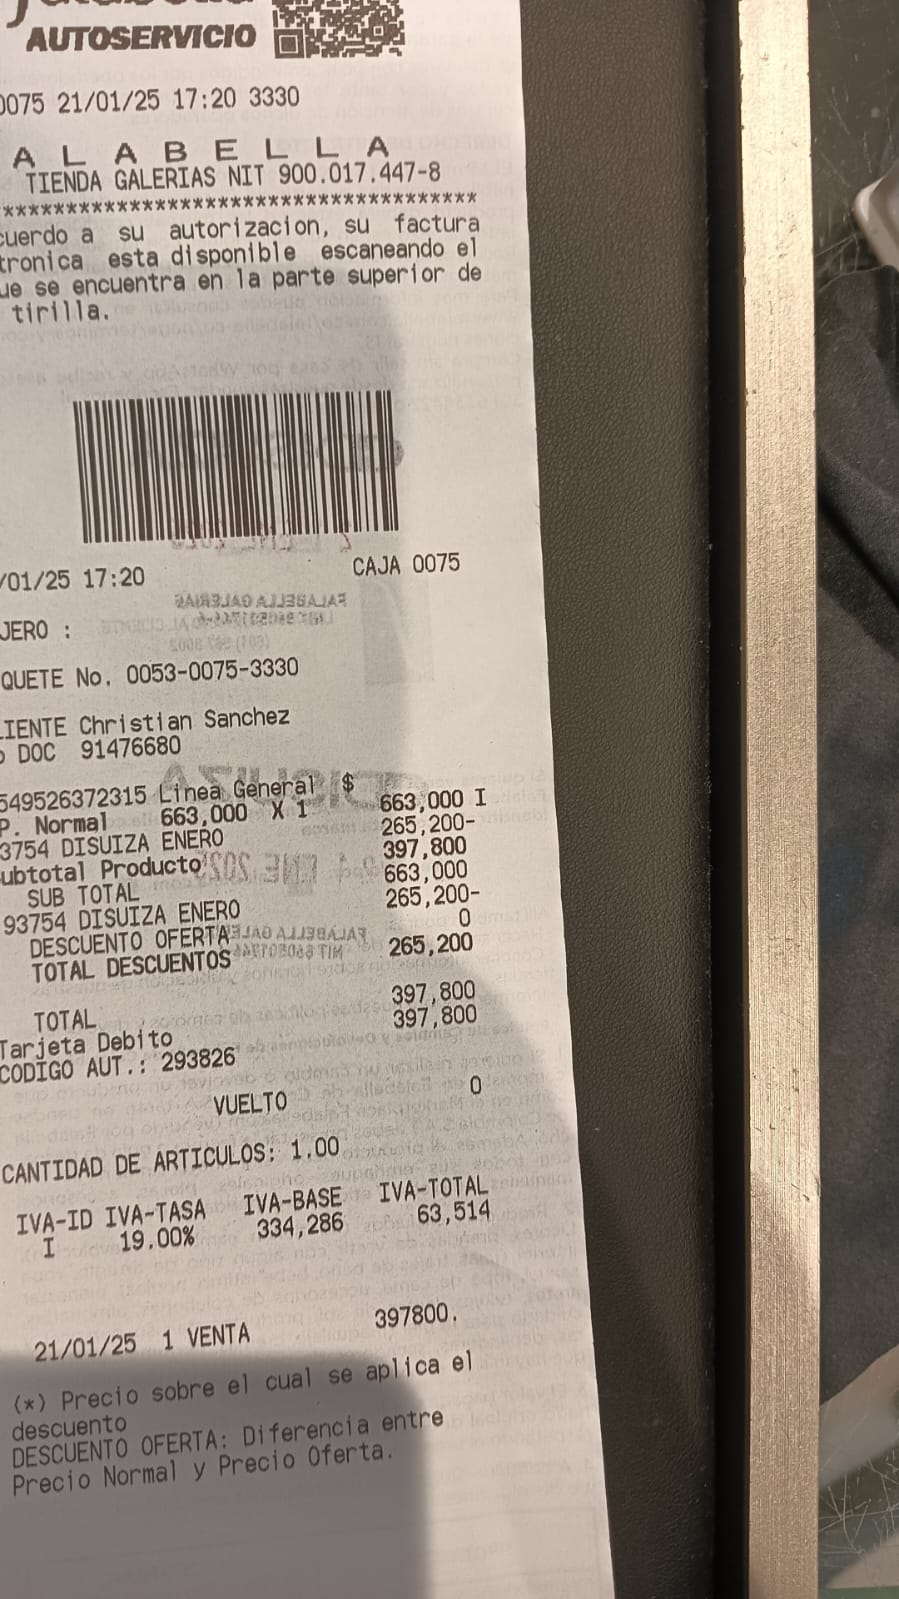 AUTOSERVICIO
0075 21/01/25 17:20 3330
A L A B E L L A
TIENDA GALERIAS NIT 900.017.447-8
****************************************
cuerdo a su autorizacion, su factura
tronica esta disponible escaneando el
ue se encuentra en la parte superior de
tirilla.
/01/25 17:20 CAJA 0075
FALABELLA GALERIAS
JERO :
QUETE No. 0053-0075-3330
LIENTE Christian Sanchez
o DOC 91476680
549526372315 Linea General $
P. Normal 663,000 X 1 663,000 I
3754 DISUIZA ENERO 265,200-
ubtotal Producto 397,800
SUB TOTAL 663,000
93754 DISUIZA ENERO 265,200-
DESCUENTO OFERTA 0
TOTAL DESCUENTOS 265,200
TOTAL 397,800
Tarjeta Debito 397,800
CODIGO AUT.: 293826
VUELTO 0
CANTIDAD DE ARTICULOS: 1.00
IVA-ID IVA-TASA IVA-BASE IVA-TOTAL
I 19.00% 334,286 63,514
21/01/25 1 VENTA 397800.
(*) Precio sobre el cual se aplica el
descuento
DESCUENTO OFERTA: Diferencia entre
Precio Normal y Precio Oferta.